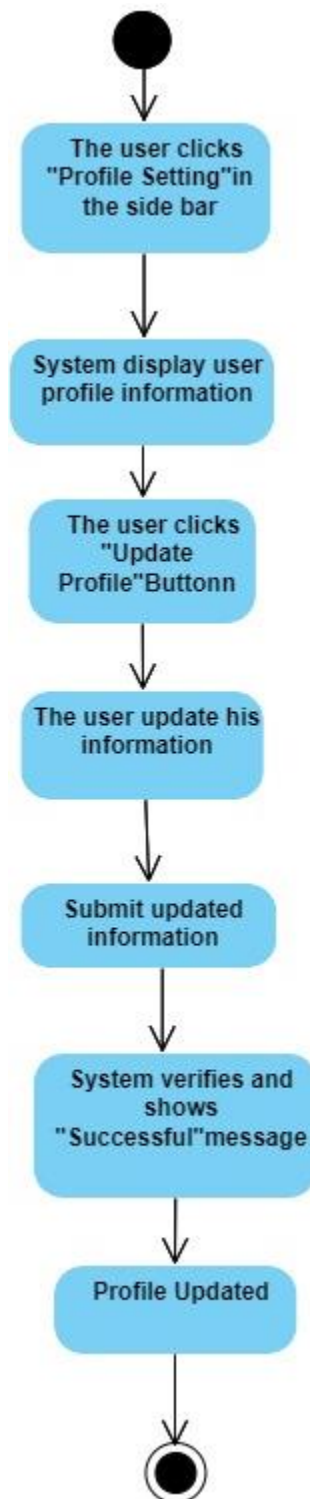 The user clicks
"Profile Setting"in
the side bar
System display user
profile information
The user clicks
"Update
Profile"Buttonn
The user update his
information
Submit updated
information
System verifies and
shows
"Successful"message
Profile Updated